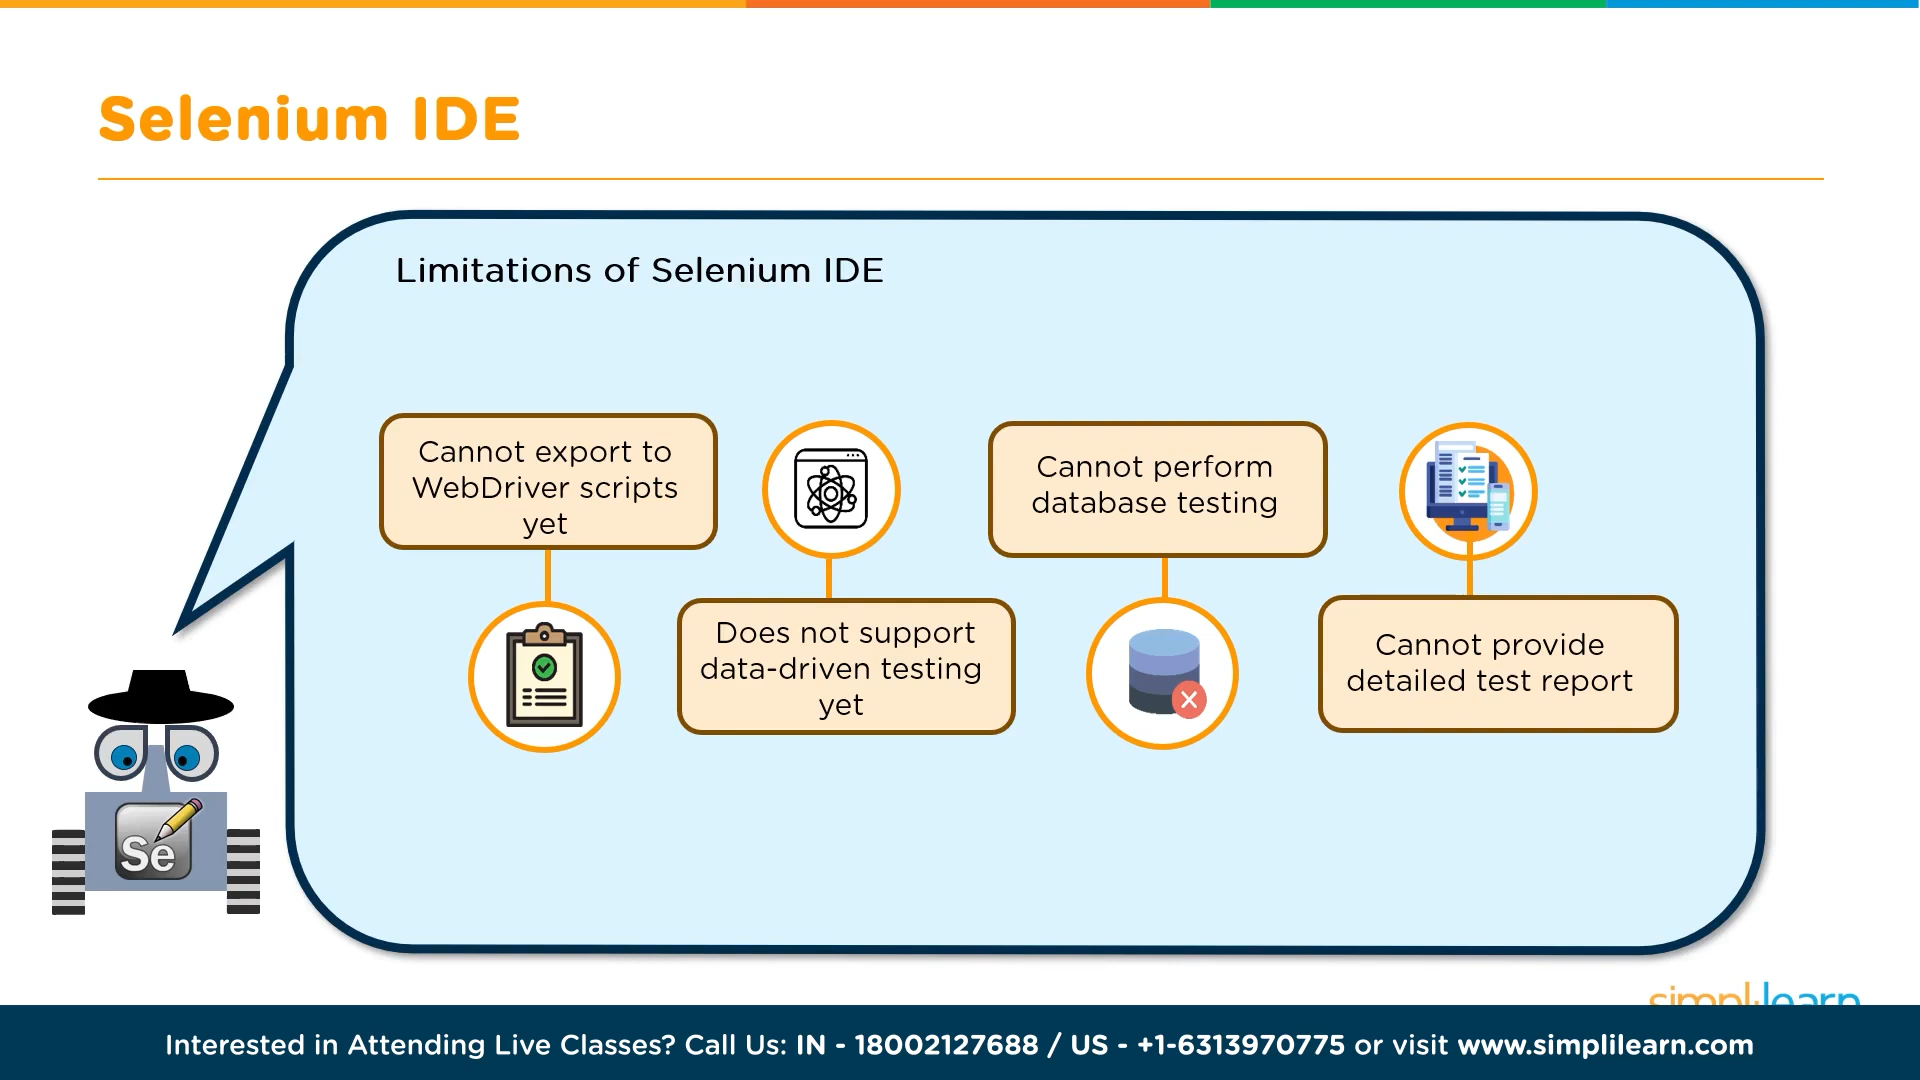 Selenium IDE
Limitations of Selenium IDE
Cannot export to
WebDriver scripts
yet
Does not support
data-driven testing
yet
Cannot perform
database testing
Cannot provide
detailed test report
Se
simplilearn
Interested in Attending Live Classes? Call Us: IN - 18002127688 / US - +1-6313970775 or visit www.simplilearn.com